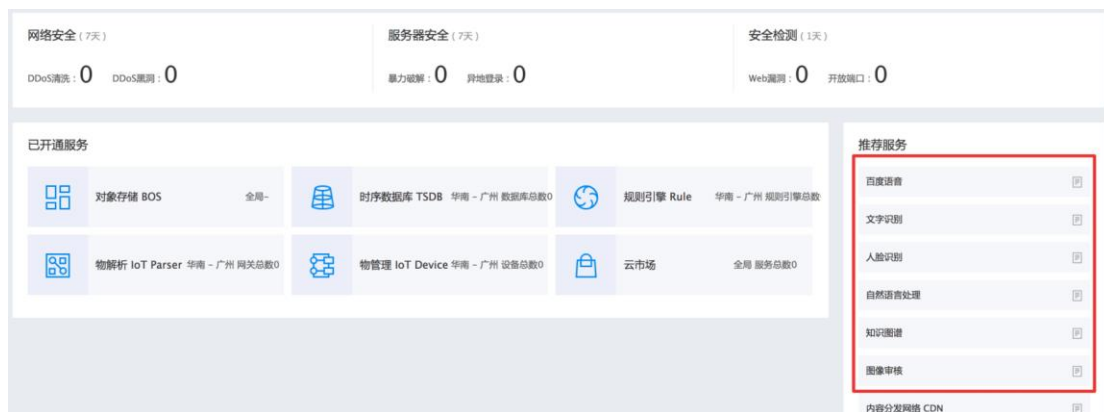 网络安全（7天）
DDoS清洗：0 DDoS黑洞：0
服务器安全（7天）
暴力破解：0 异地登录：0
安全检测（1天）
Web漏洞：0 开放端口：0
已开通服务
对象存储 BOS 全局-
时序数据库 TSDB 华南 - 广州 数据库总数0
规则引擎 Rule 华南 - 广州 规则引擎总数
物解析 IoT Parser 华南 - 广州 网关总数0
物管理 IoT Device 华南 - 广州 设备总数0
云市场 全局 服务总数0
推荐服务
百度语音
文字识别
人脸识别
自然语言处理
知识图谱
图像审核
内容分发网络 CDN